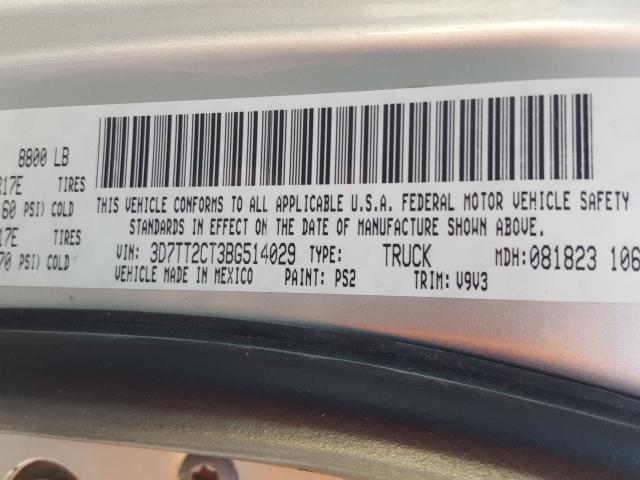 8800 LB
R17E TIRES
60 PSI) COLD
17E TIRES
70 PSI) COLD
THIS VEHICLE CONFORMS TO ALL APPLICABLE U.S.A. FEDERAL MOTOR VEHICLE SAFETY
STANDARDS IN EFFECT ON THE DATE OF MANUFACTURE SHOWN ABOVE.
VIN: 3D7TT2CT3BG514029 TYPE: TRUCK MDH: 081823 106
VEHICLE MADE IN MEXICO PAINT: PS2 TRIM: V9V3